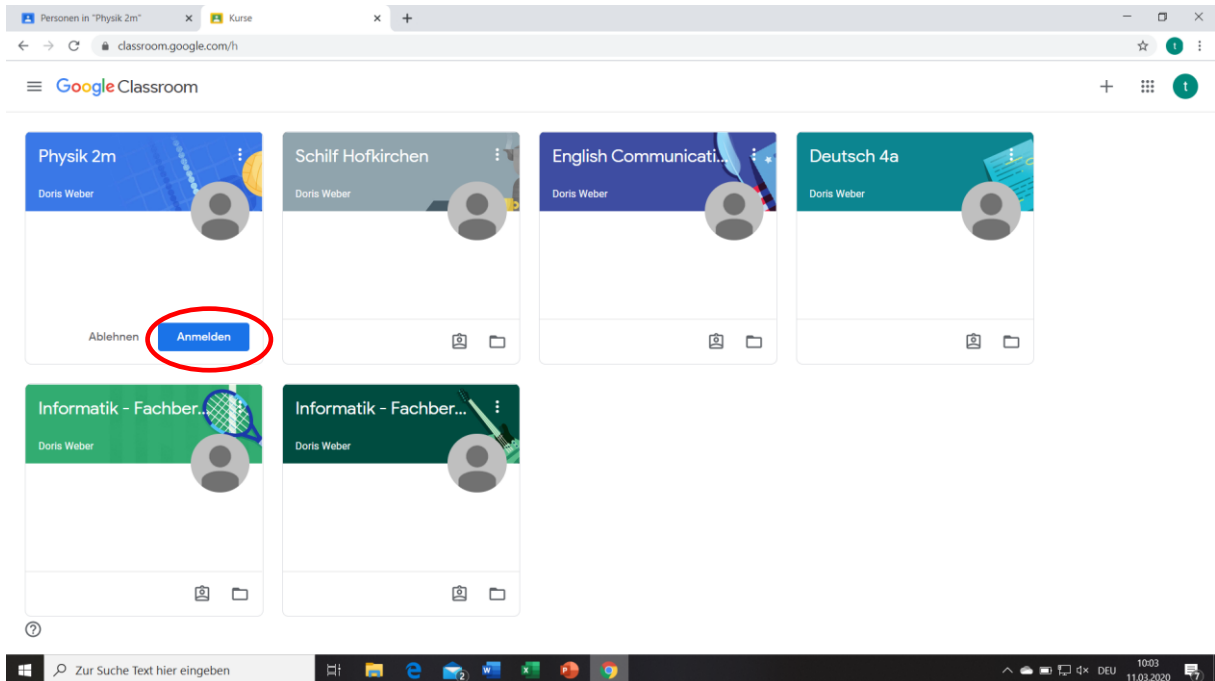 Personen in "Physik 2m"
Kurse
classroom.google.com/h
t
Google Classroom
t
Physik 2m
Doris Weber
Ablehnen
Anmelden
Schilf Hofkirchen
Doris Weber
English Communicati...
Doris Weber
Deutsch 4a
Doris Weber
Informatik - Fachber...
Doris Weber
Informatik - Fachber...
Doris Weber
Zur Suche Text hier eingeben
2
DEU
10:03
11.03.2020
7